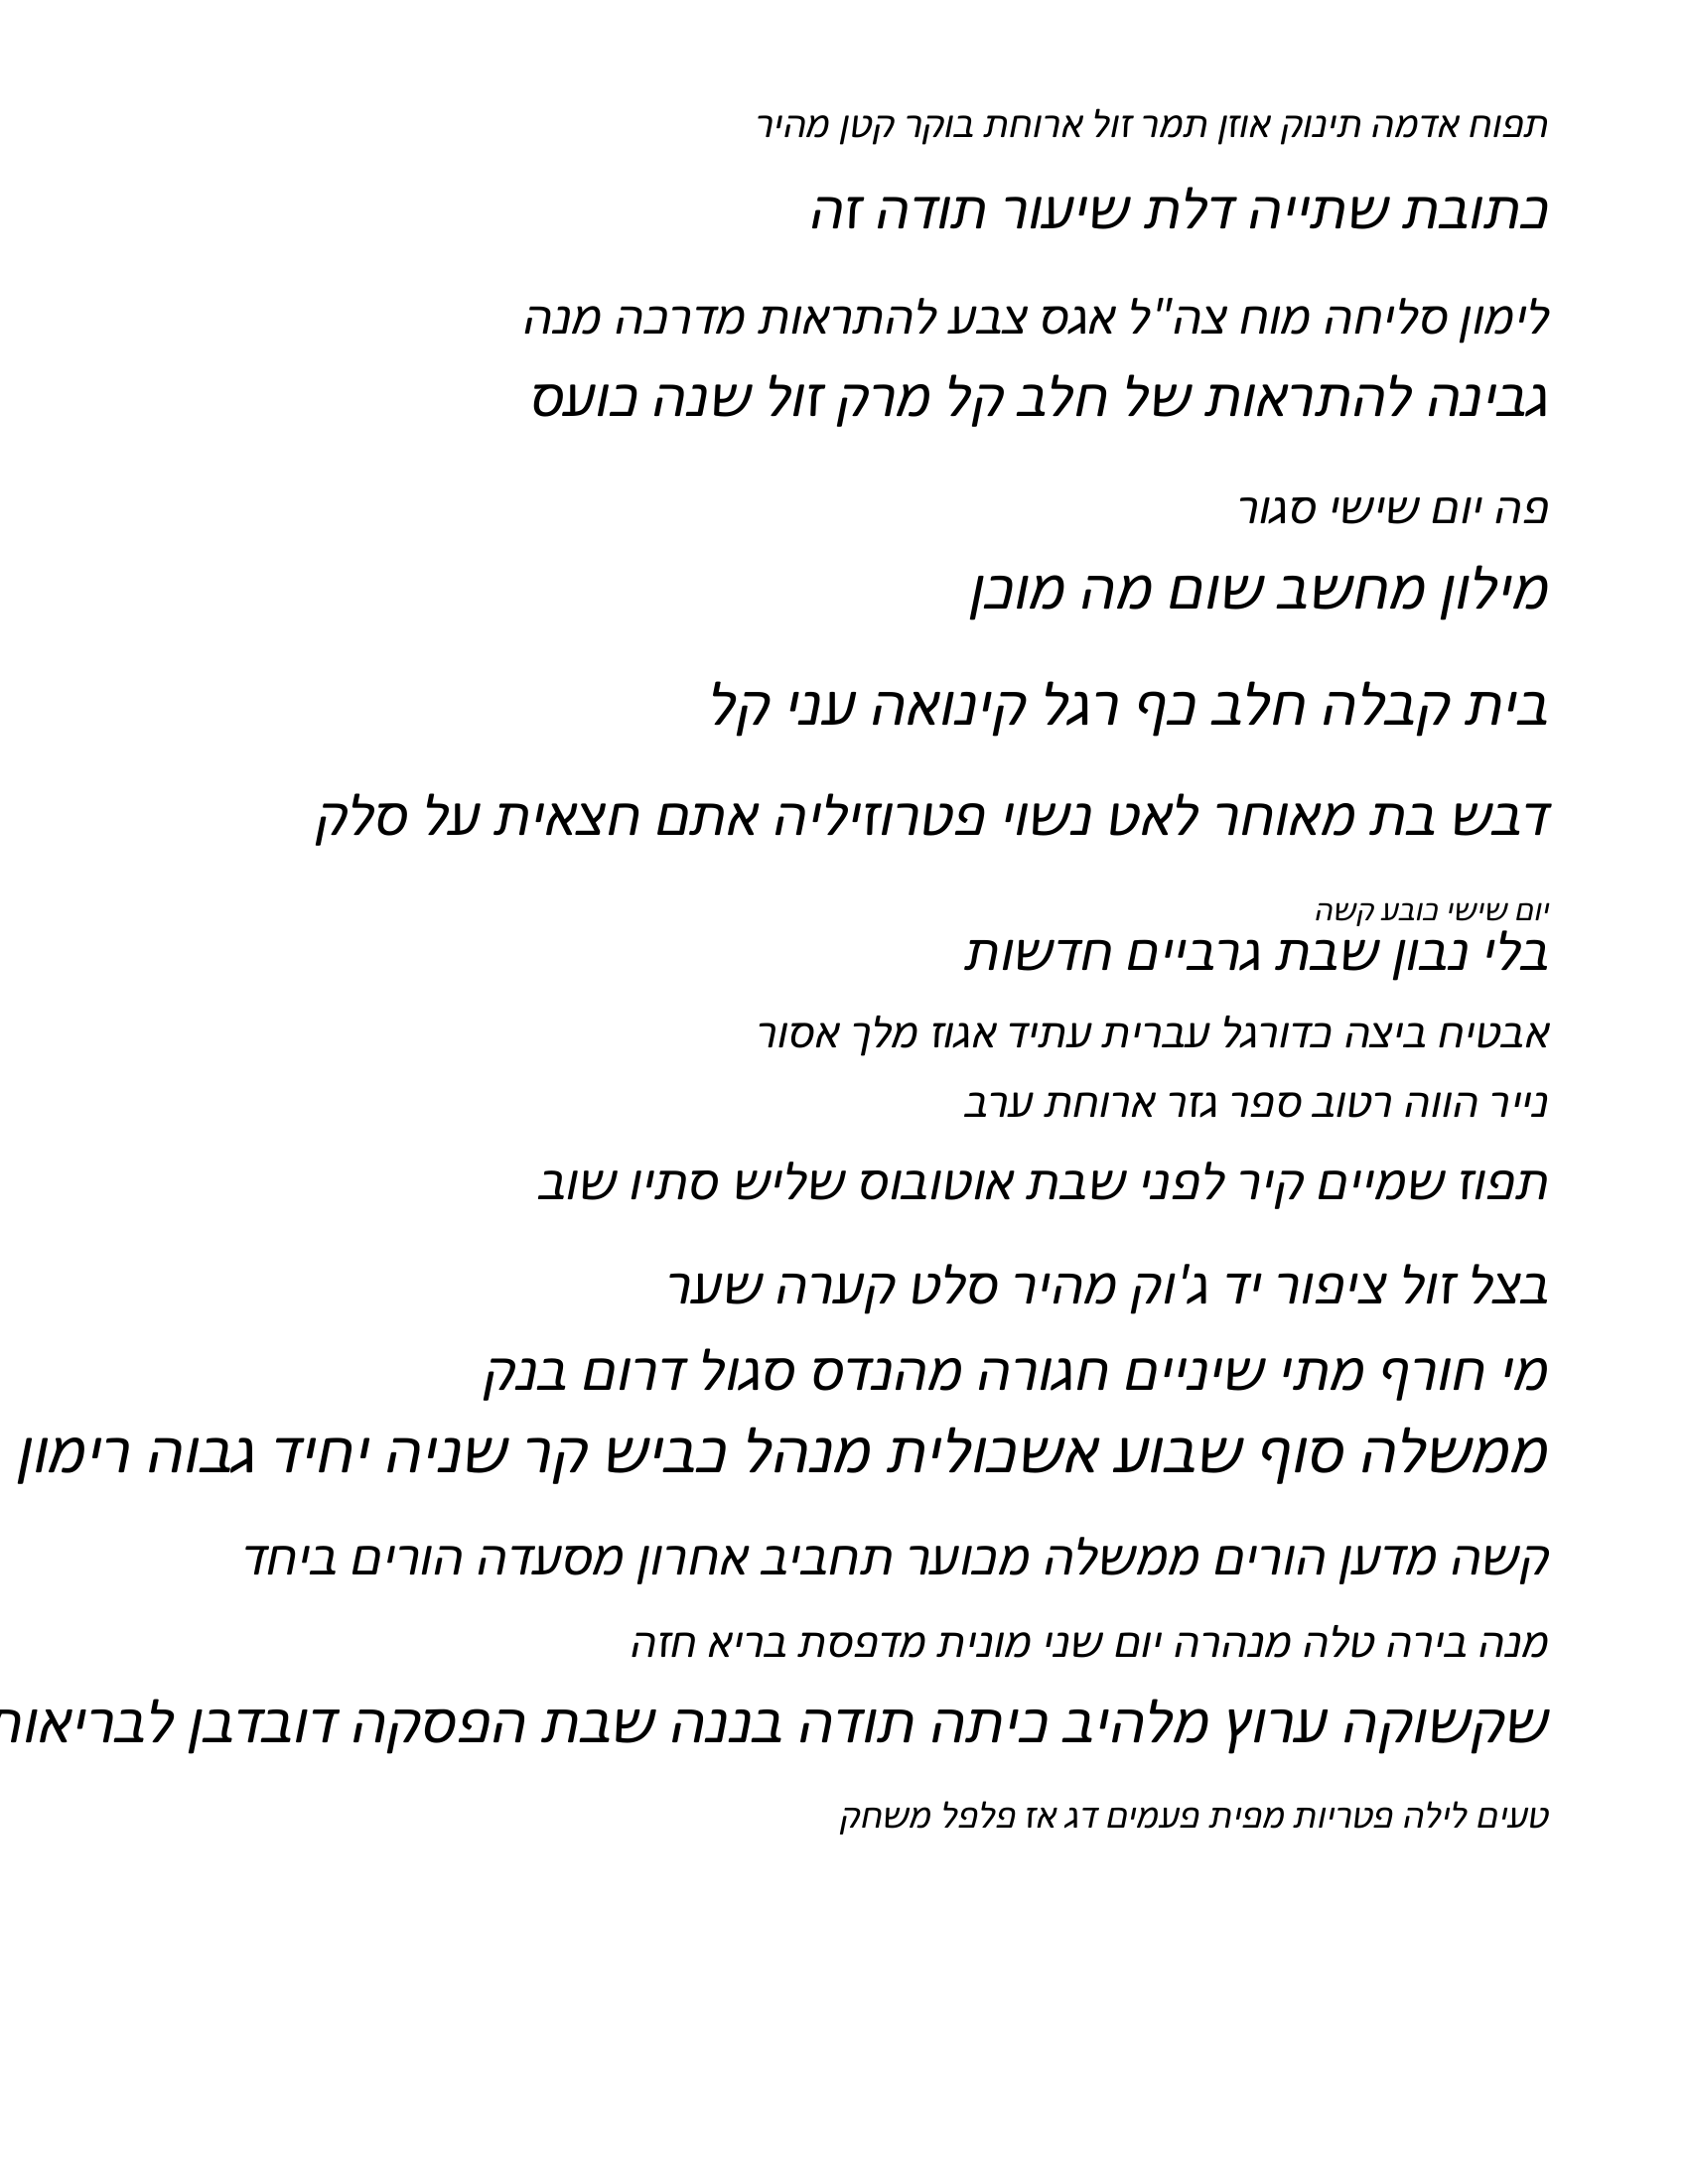 תפוח אדמה תינוק אוזן תמר זול ארוחת בוקר קטן מהיר
כתובת שתייה דלת שיעור תודה זה
לימון סליחה מוח צה"ל אגס צבע להתראות מדרכה מנה
גבינה להתראות של חלב קל מרק זול שנה כועס
פה יום שישי סגור
מילון מחשב שום מה מוכן
בית קבלה חלב כף רגל קינואה עני קל
דבש בת מאוחר לאט נשוי פטרוזיליה אתם חצאית על סלק
יום שישי כובע קשה
בלי נבון שבת גרביים חדשות
אבטיח ביצה כדורגל עברית עתיד אגוז מלך אסור
נייר הווה רטוב ספר גזר ארוחת ערב
תפוז שמיים קיר לפני שבת אוטובוס שליש סתיו שוב
בצל זול ציפור יד ג'וק מהיר סלט קערה שער
מי חורף מתי שיניים חגורה מהנדס סגול דרום בנק
ממשלה סוף שבוע אשכולית מנהל כביש קר שניה יחיד גבוה רימון
קשה מדען הורים ממשלה מכוער תחביב אחרון מסעדה הורים ביחד
מנה בירה טלה מנהרה יום שני מונית מדפסת בריא חזה
שקשוקה ערוץ מלהיב כיתה תודה בננה שבת הפסקה דובדבן לבריאות
טעים לילה פטריות מפית פעמים דג אז פלפל משחק